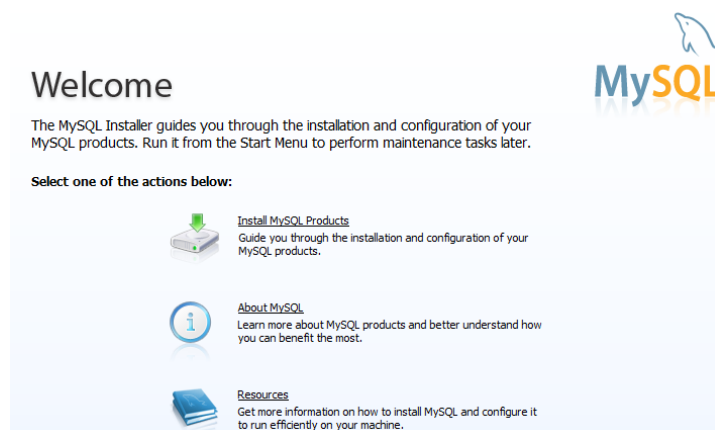 MySQL
Welcome
The MySQL Installer guides you through the installation and configuration of your
MySQL products. Run it from the Start Menu to perform maintenance tasks later.
Select one of the actions below:
Install MySQL Products
Guide you through the installation and configuration of your
MySQL products.
About MySQL
Learn more about MySQL products and better understand how
you can benefit the most.
Resources
Get more information on how to install MySQL and configure it
to run efficiently on your machine.